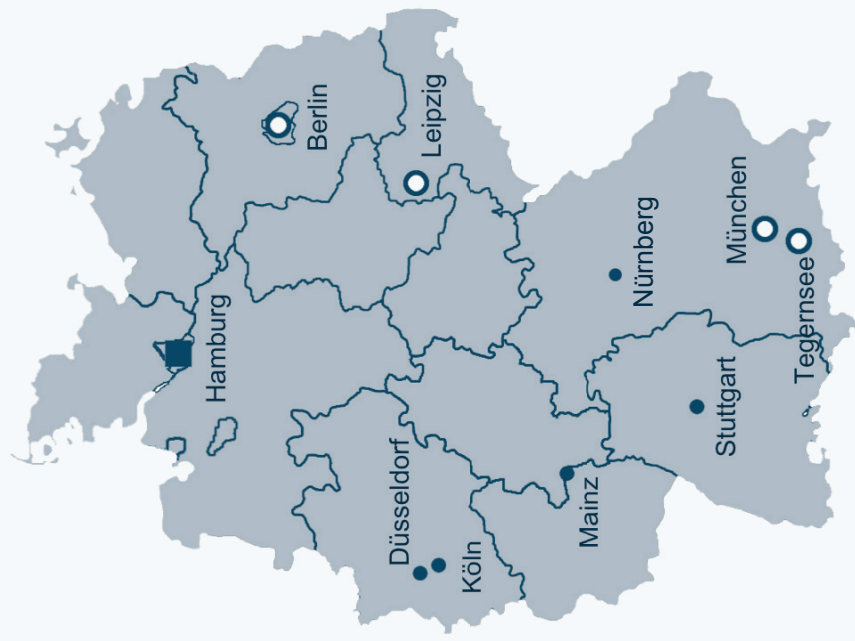 Hamburg
Berlin
Leipzig
Düsseldorf
Köln
Mainz
Nürnberg
Stuttgart
München
Tegernsee